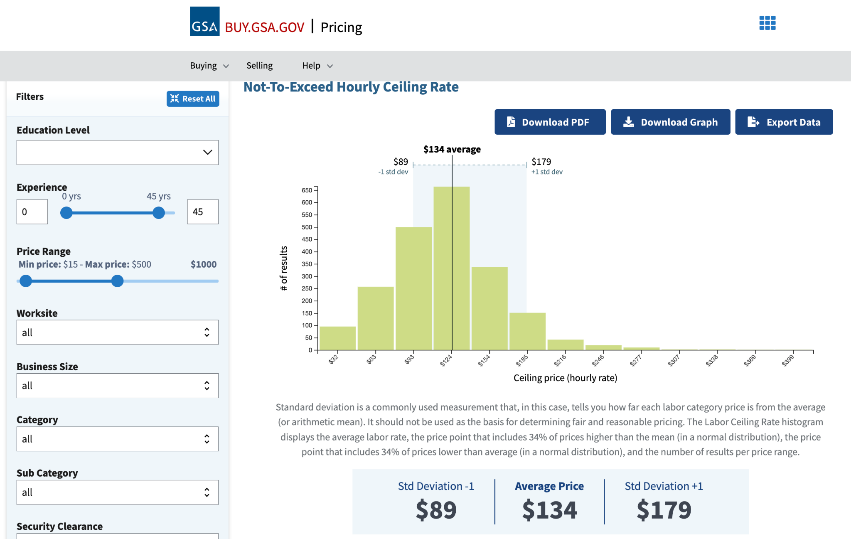 GSA BUY.GSA.GOV | Pricing
Buying Selling Help
Filters
Reset All
Education Level
Experience
0 yrs 45 yrs
0 45
Price Range
Min price: $15 - Max price: $500 $1000
Worksite
all
Business Size
all
Category
all
Sub Category
all
Security Clearance
Not-To-Exceed Hourly Ceiling Rate
Download PDF Download Graph Export Data
$134 average
$89 $179
-1 std dev +1 std dev
650
600
550
500
450
400
350
300
250
200
150
100
50
0
# of results
$32 $63 $93 $124 $154 $185 $216 $246 $277 $307 $338 $369 $399
Ceiling price (hourly rate)
Standard deviation is a commonly used measurement that, in this case, tells you how far each labor category price is from the average
(or arithmetic mean). It should not be used as the basis for determining fair and reasonable pricing. The Labor Ceiling Rate histogram
displays the average labor rate, the price point that includes 34% of prices higher than the mean (in a normal distribution), the price
point that includes 34% of prices lower than average (in a normal distribution), and the number of results per price range.
Std Deviation -1 Average Price Std Deviation +1
$89 $134 $179